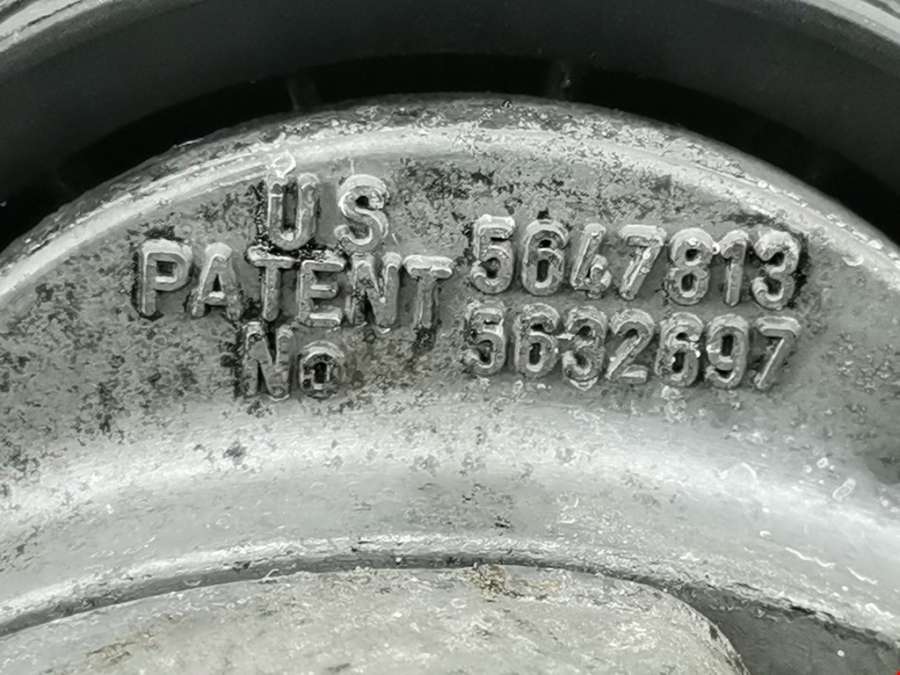 US
PATENT
No
5647813
5632697